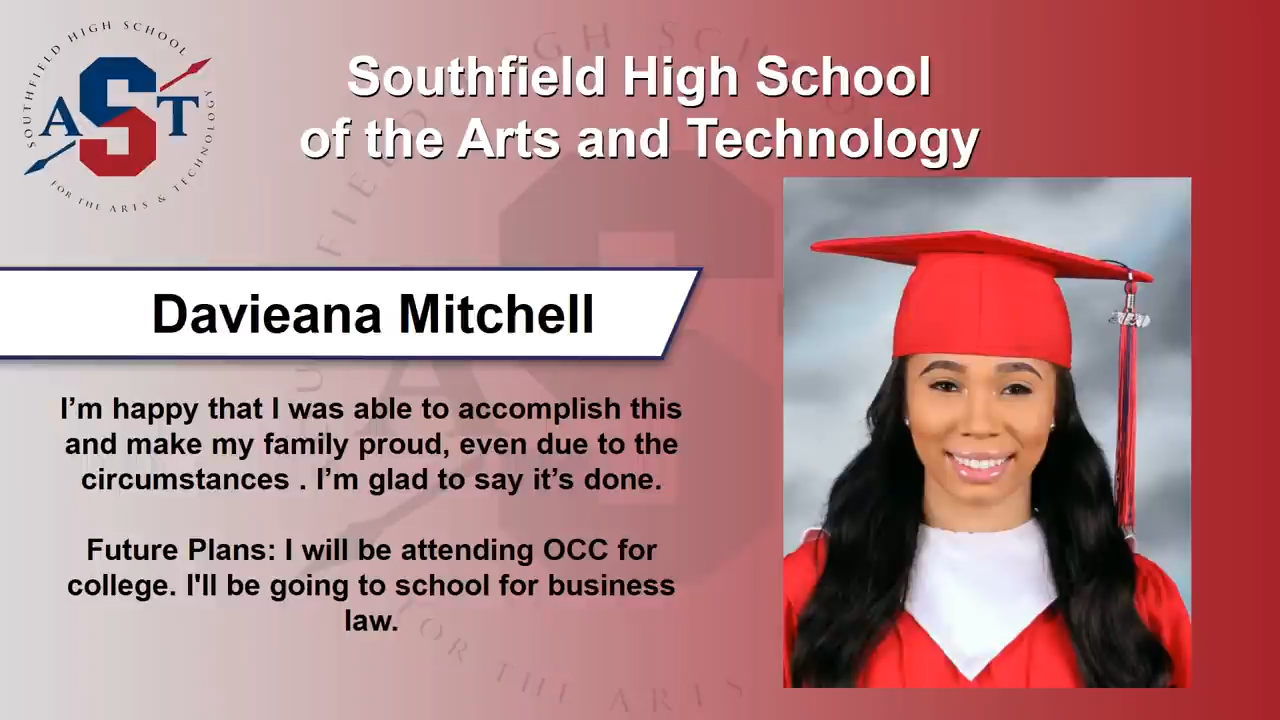 SOUTHFIELD HIGH SCHOOL
AST
FOR THE ARTS & TECHNOLOGY
Southfield High School
of the Arts and Technology
Davieana Mitchell
I’m happy that I was able to accomplish this
and make my family proud, even due to the
circumstances . I’m glad to say it’s done.
Future Plans: I will be attending OCC for
college. I'll be going to school for business
law.